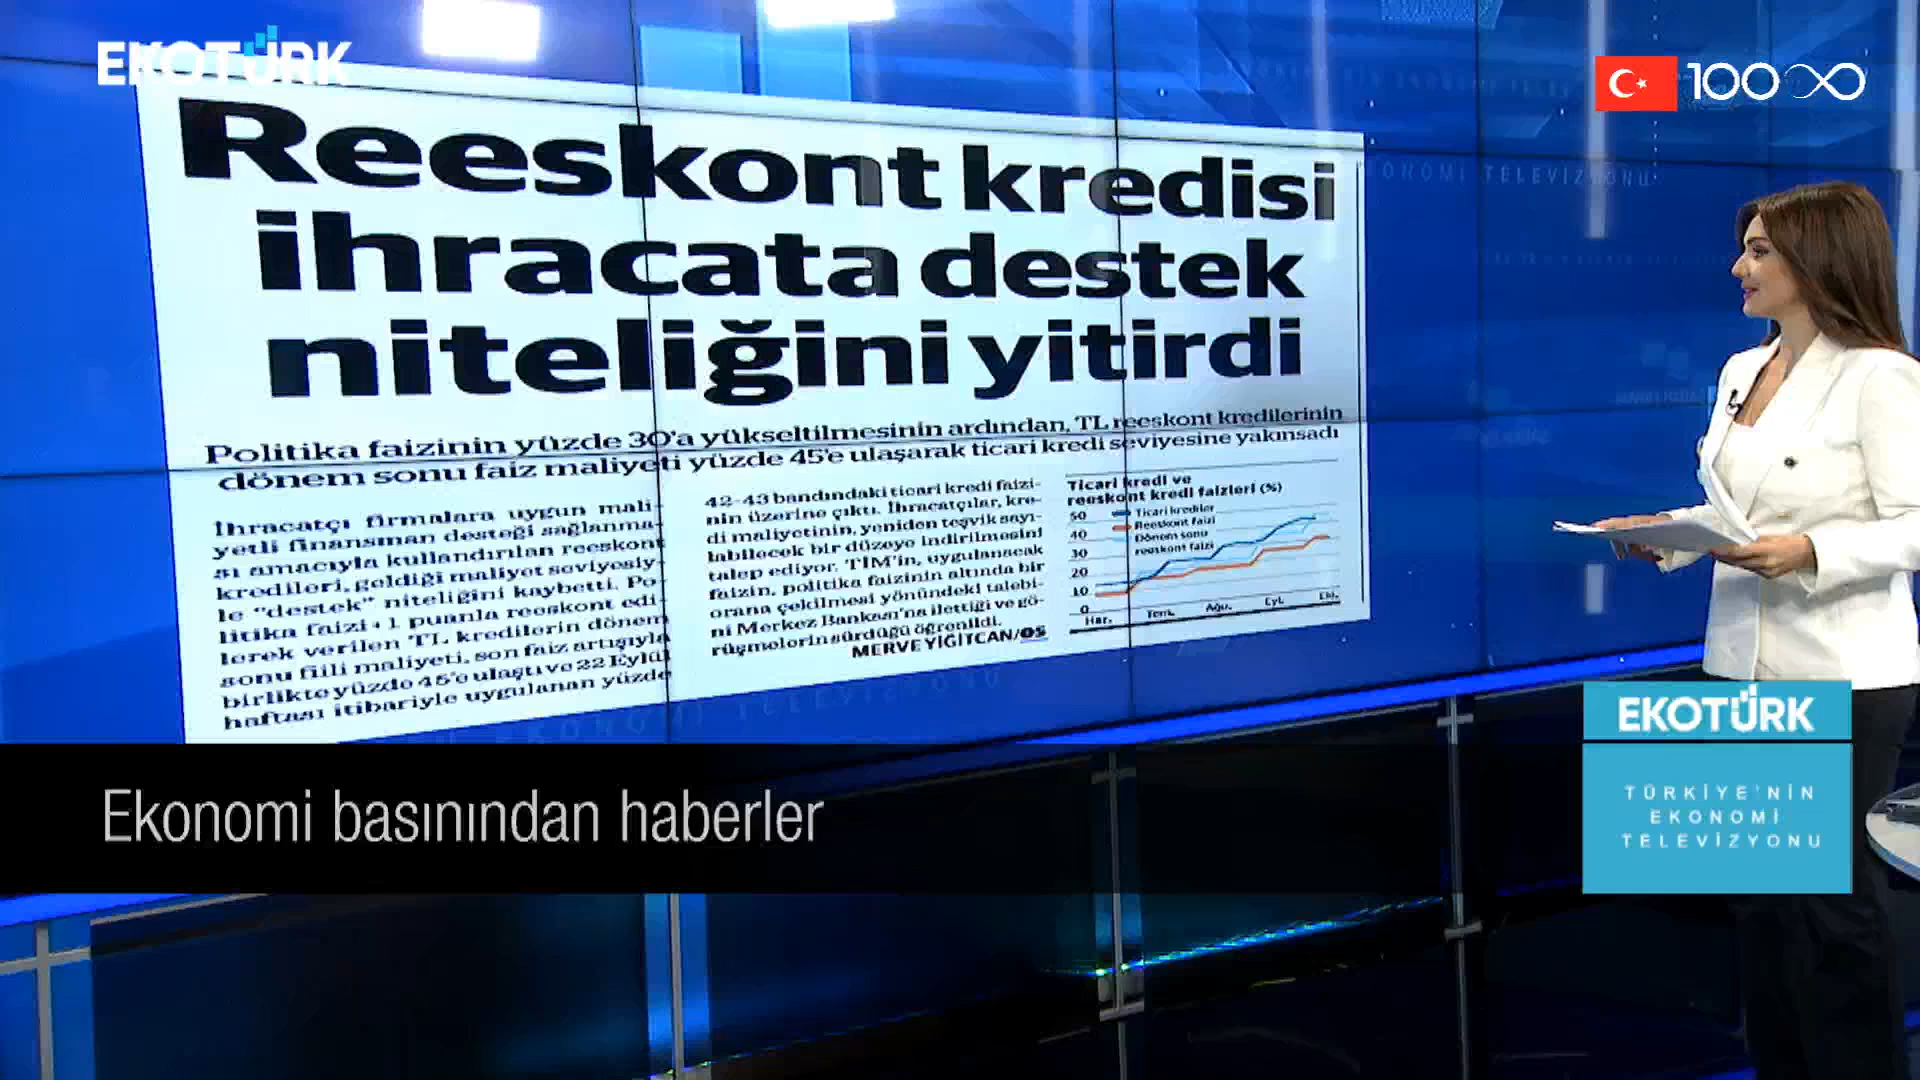 EKOTÜRK
100
Reeskont kredisi
ihracata destek
niteliğini yitirdi
Politika faizinin yüzde 30'a yükseltilmesinin ardından, TL reeskont kredilerinin
dönem sonu faiz maliyeti yüzde 45'e ulaşarak ticari kredi seviyesine yakınsadı
İhracatçı firmalara uygun mali-
yetli finansman desteği sağlanma-
sı amacıyla kullandırılan reeskont
kredileri, geldiği maliyet seviyesiy-
le "destek" niteliğini kaybetti. Po-
litika faizi+1 puanla reeskont edi-
lerek verilen TL kredilerin dönem
sonu fiili maliyeti, son faiz artışıyla
birlikte yüzde 45'e ulaştı ve 22 Eylül
haftası itibariyle uygulanan yüzde
42-43 bandındaki ticari kredi faizi-
nin üzerine çıktı. İhracatçılar, kre-
di maliyetinin, yeniden teşvik sayı-
labilecek bir düzeye indirilmesini
talep ediyor. TİM'in, uygulanacak
faizin, politika faizinin altında bir
orana çekilmesi yönündeki talebi-
ni Merkez Bankası'na ilettiği ve gö-
rüşmelerin sürdüğü öğrenildi.
MERVE YİĞİTCAN/OS
Ticari kredi ve
reeskont kredi faizleri (%)
50
40
30
20
10
0
Ticari krediler
Reeskont faizi
Dönem sonu
reeskont faizi
Har. Tem. Ağu. Eyl. Eki.
EKONOMİ TELEVİZYONU
Ekonomi basınından haberler
EKOTÜRK
TÜRKİYE'NİN
EKONOMİ
TELEVİZYONU